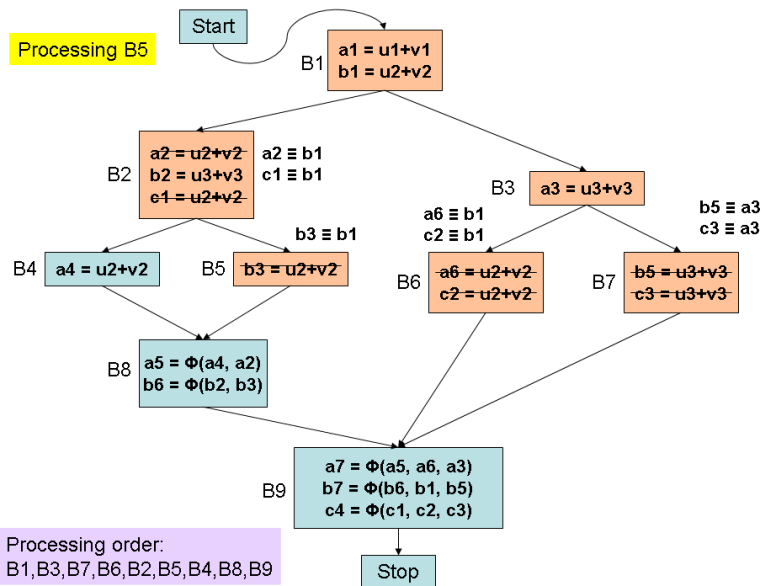 Start
Processing B5
B1
a1 = u1+v1
b1 = u2+v2
B2
a2 = u2+v2
b2 = u3+v3
c1 = u2+v2
a2 ≡ b1
c1 ≡ b1
B3
a3 = u3+v3
b3 ≡ b1
a6 ≡ b1
c2 ≡ b1
b5 ≡ a3
c3 ≡ a3
B4
a4 = u2+v2
B5
b3 = u2+v2
B6
a6 = u2+v2
c2 = u2+v2
B7
b5 = u3+v3
c3 = u3+v3
B8
a5 = Φ(a4, a2)
b6 = Φ(b2, b3)
B9
a7 = Φ(a5, a6, a3)
b7 = Φ(b6, b1, b5)
c4 = Φ(c1, c2, c3)
Processing order:
B1,B3,B7,B6,B2,B5,B4,B8,B9
Stop